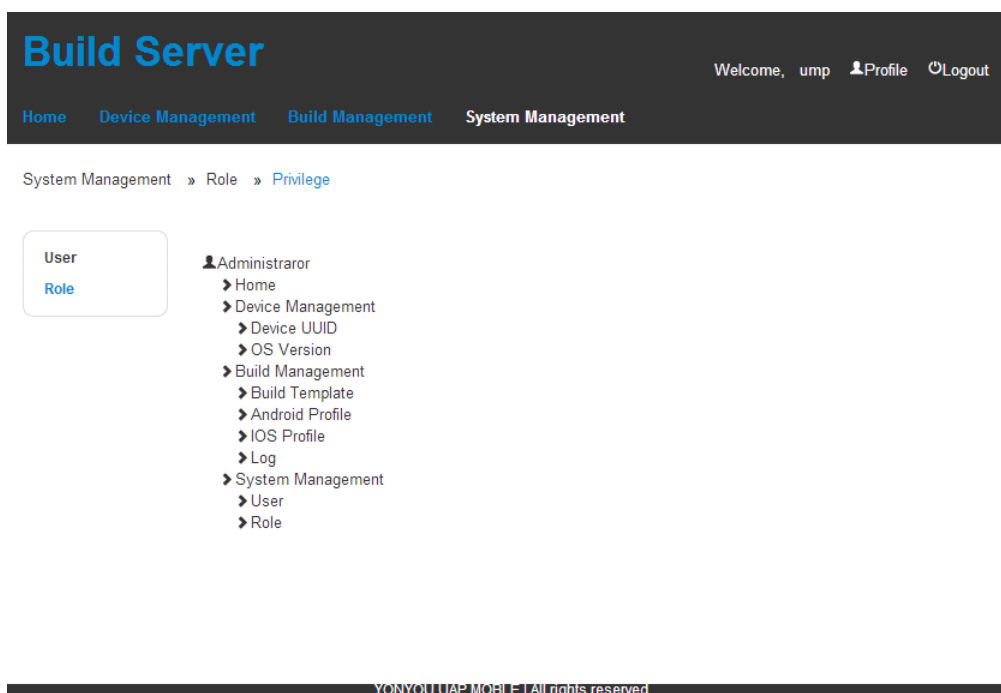 Build Server
Welcome, ump Profile Logout
Home Device Management Build Management System Management
System Management » Role » Privilege
User
Role
Administraror
Home
Device Management
Device UUID
OS Version
Build Management
Build Template
Android Profile
IOS Profile
Log
System Management
User
Role
YONYOU UAP MOBLE | All rights reserved